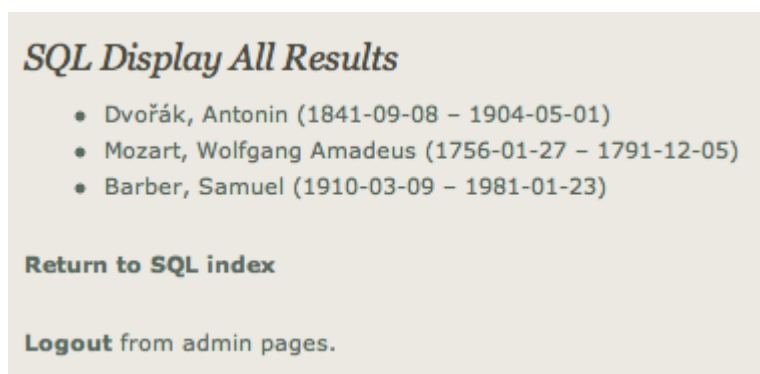 SQL Display All Results
• Dvořák, Antonin (1841-09-08 – 1904-05-01)
• Mozart, Wolfgang Amadeus (1756-01-27 – 1791-12-05)
• Barber, Samuel (1910-03-09 – 1981-01-23)
Return to SQL index
Logout from admin pages.